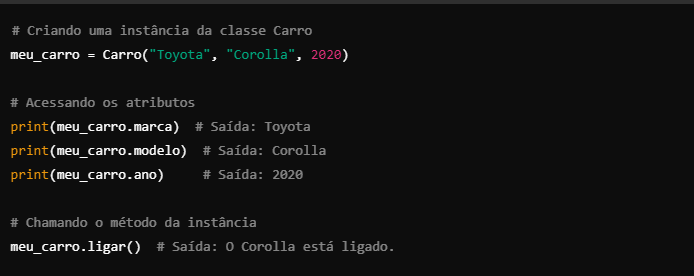 # Criando uma instância da classe Carro
meu_carro = Carro("Toyota", "Corolla", 2020)
# Acessando os atributos
print(meu_carro.marca)  # Saída: Toyota
print(meu_carro.modelo)  # Saída: Corolla
print(meu_carro.ano)     # Saída: 2020
# Chamando o método da instância
meu_carro.ligar()  # Saída: O Corolla está ligado.